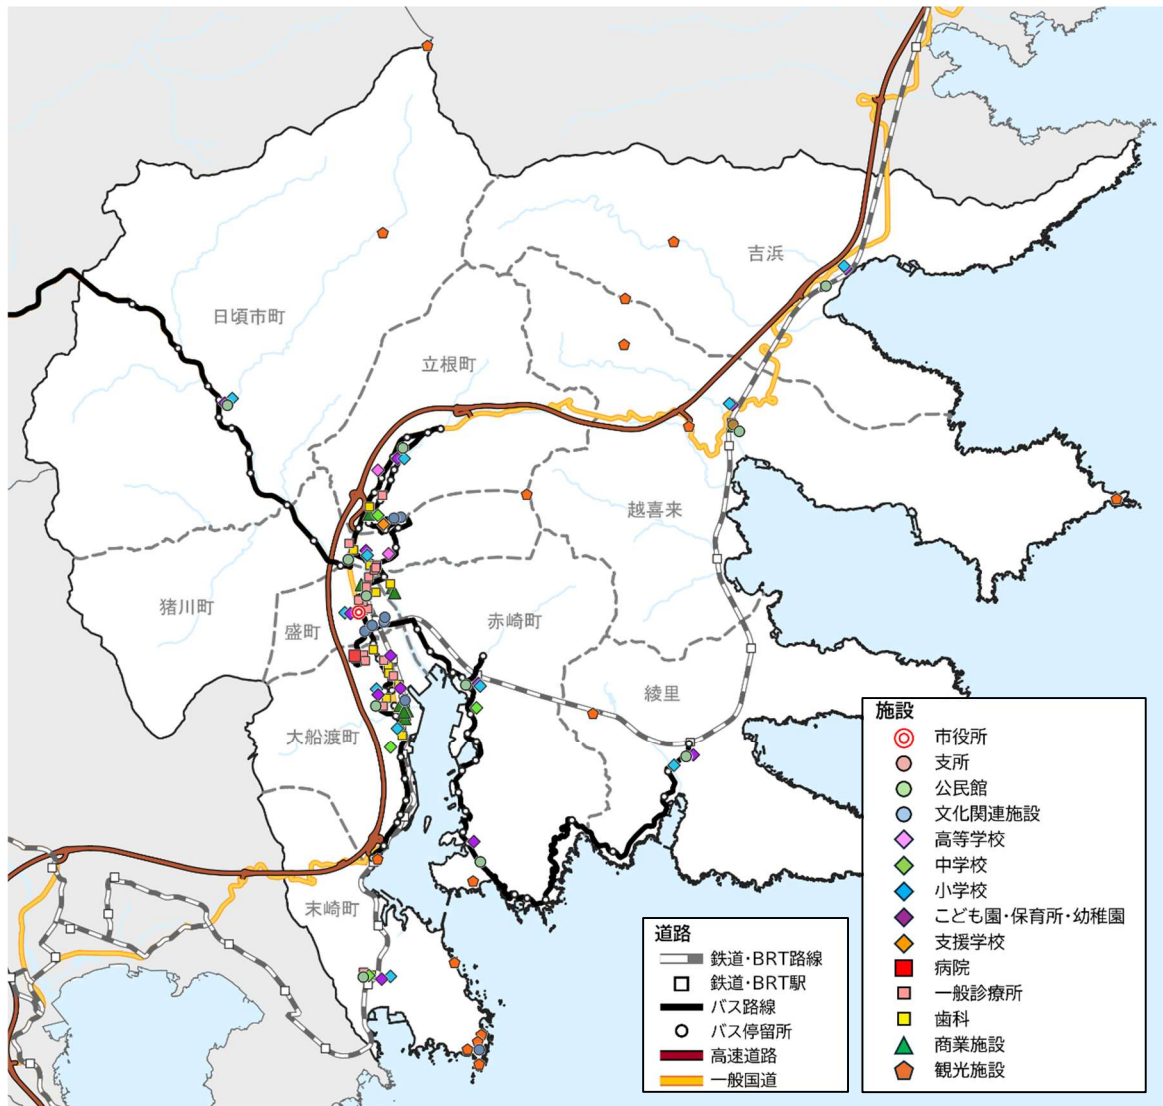 吉浜
日頃市町
立根町
越喜来
猪川町
盛町
赤崎町
綾里
大船渡町
末崎町
施設
市役所
支所
公民館
文化関連施設
高等学校
中学校
小学校
こども園・保育所・幼稚園
支援学校
病院
一般診療所
歯科
商業施設
観光施設
道路
鉄道・BRT路線
鉄道・BRT駅
バス路線
バス停留所
高速道路
一般国道